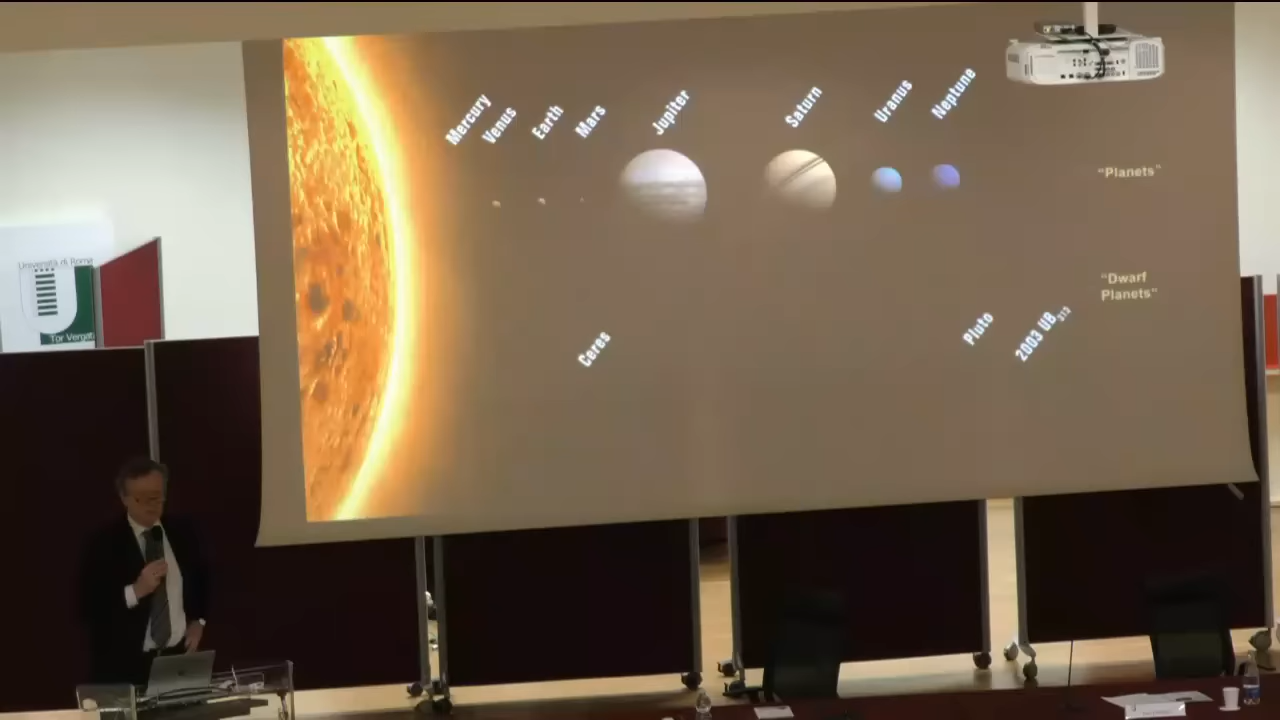 Mercury
Venus
Earth
Mars
Jupiter
Saturn
Uranus
Neptune
“Planets”
“Dwarf
Planets”
Ceres
Pluto
2003 UB313
Università di Roma
Tor Vergata